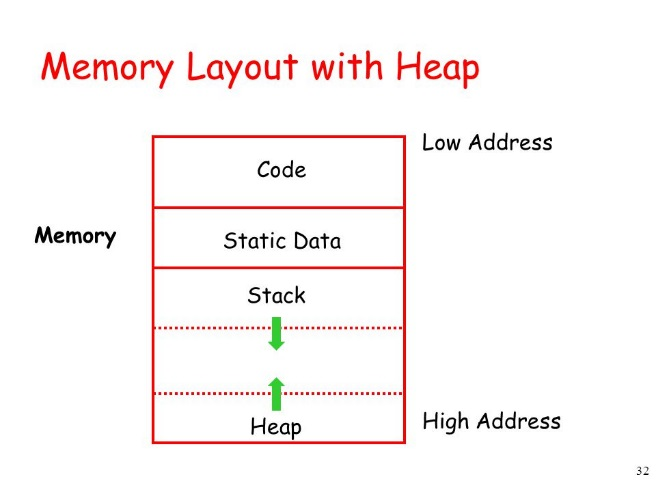 Memory Layout with Heap
Low Address
Code
Memory
Static Data
Stack
Heap
High Address
32